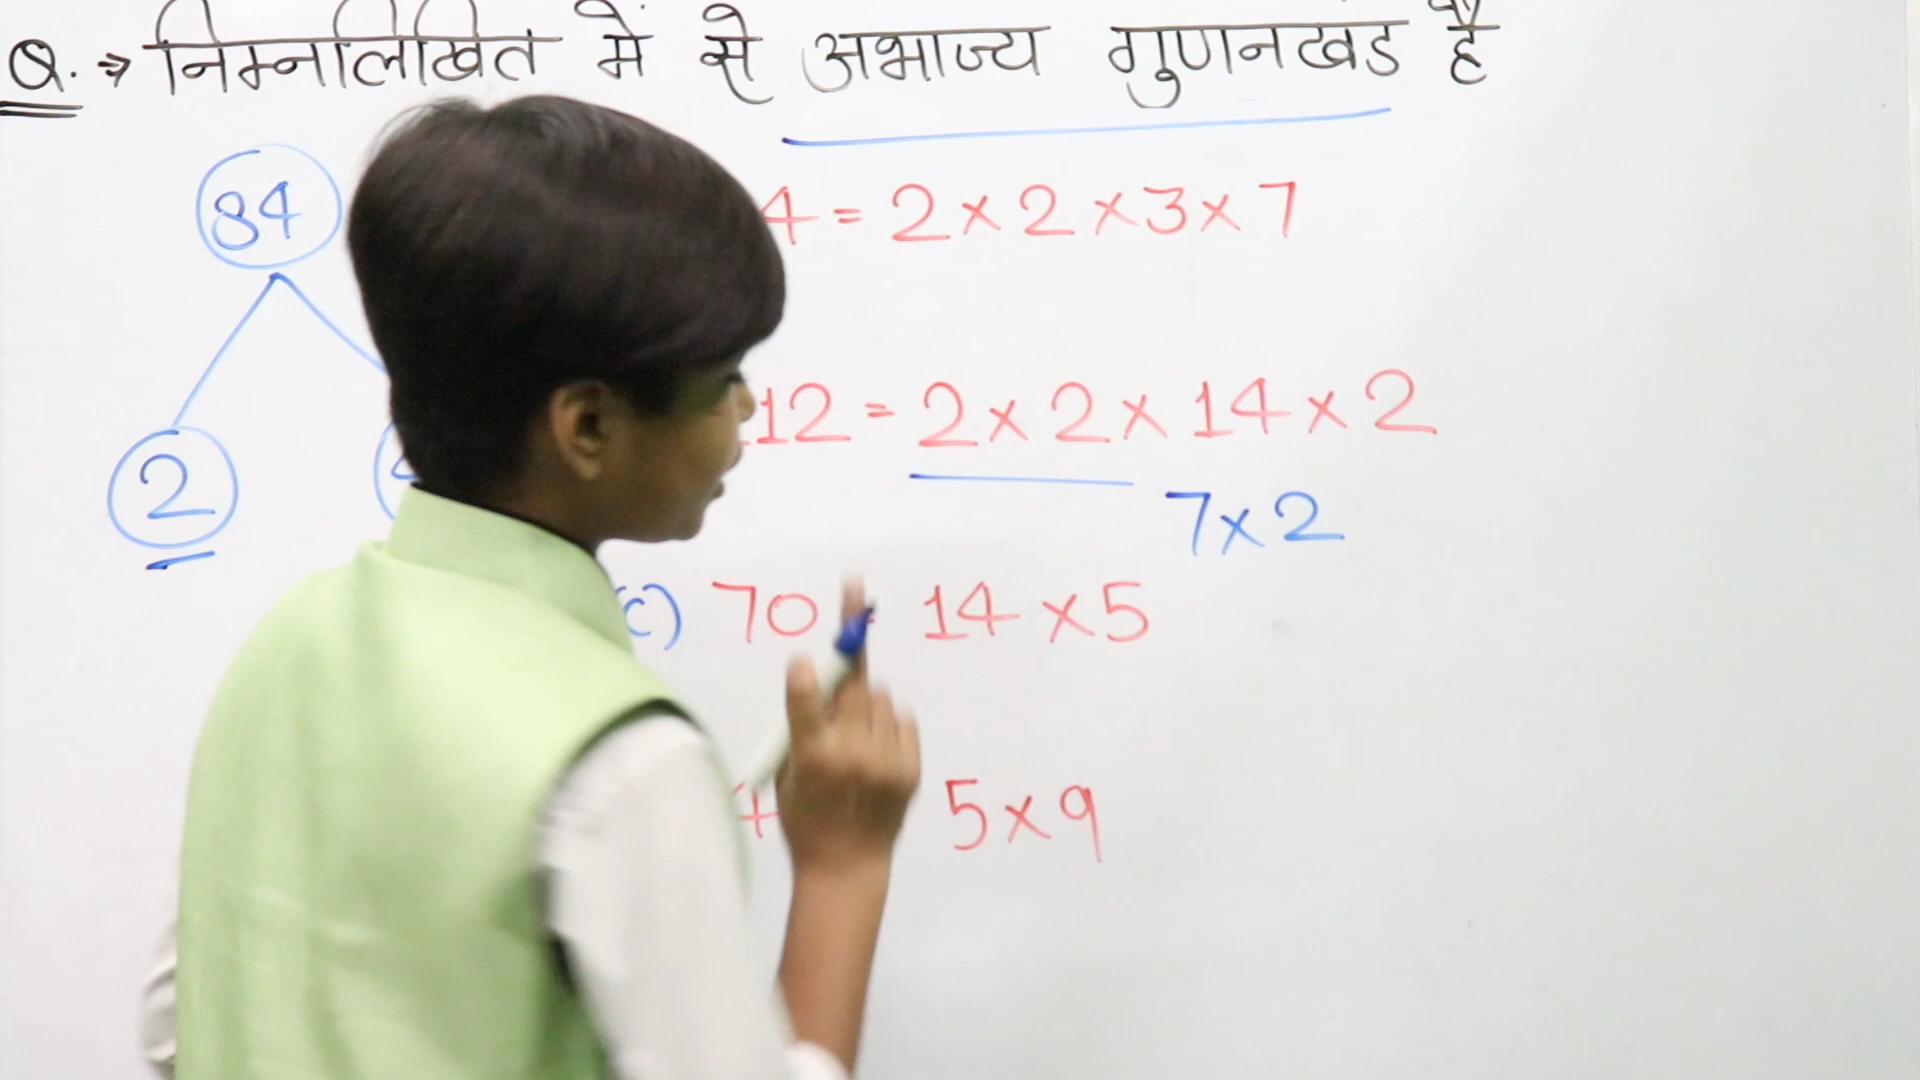 Q. → निम्नलिखित में से अभाज्य गुणनखंड है
84
4 = 2 × 2 × 3 × 7
12 = 2 × 2 × 14 × 2
2
7 × 2
(c) 70 = 14 × 5
5 × 9